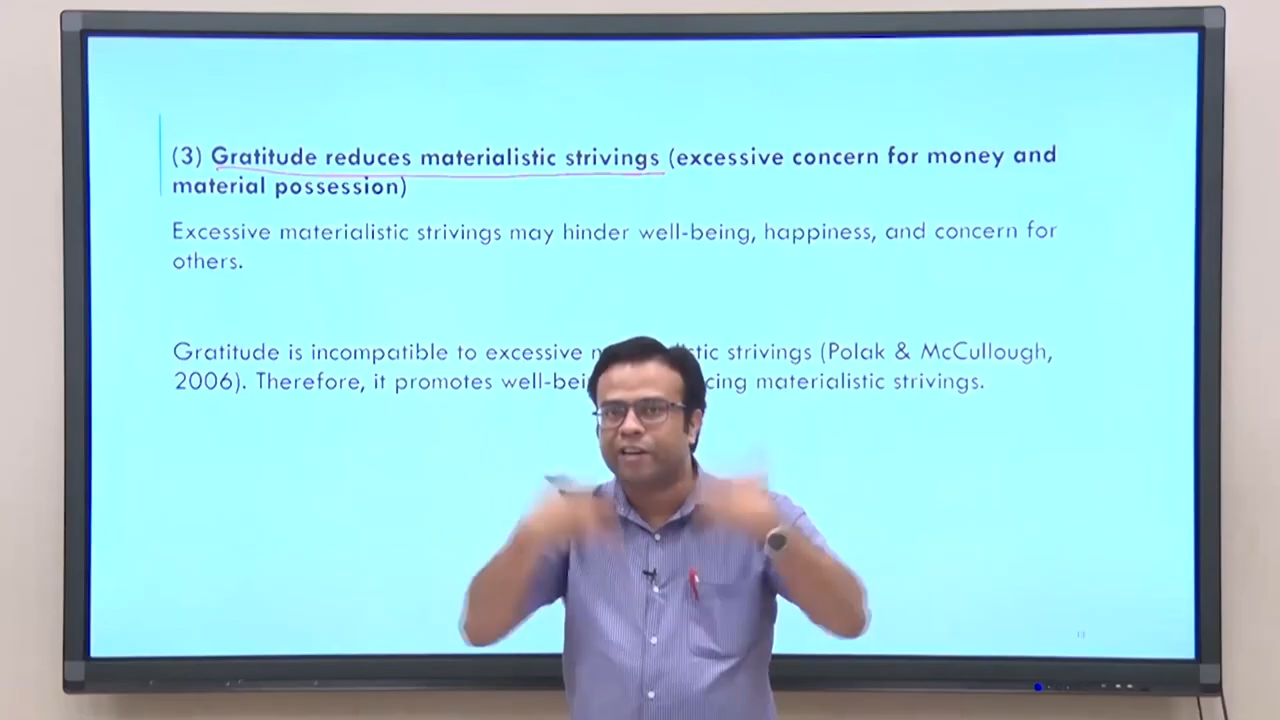 (3) Gratitude reduces materialistic strivings (excessive concern for money and
material possession)
Excessive materialistic strivings may hinder well-being, happiness, and concern for
others.
Gratitude is incompatible to excessive strivings (Polak & McCullough,
2006). Therefore, it promotes materialistic strivings.